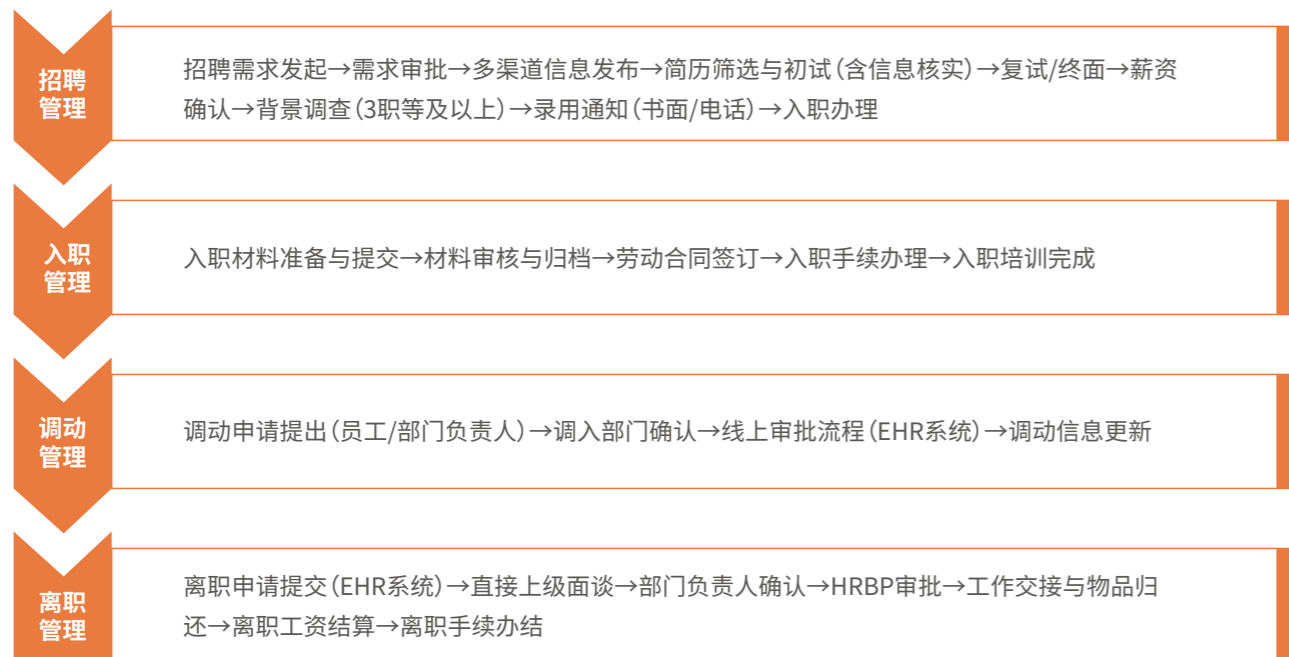 招聘
管理
招聘需求发起→需求审批→多渠道信息发布→简历筛选与初试(含信息核实)→复试/终面→薪资
确认→背景调查(3职等及以上)→录用通知(书面/电话)→入职办理
入职
管理
入职材料准备与提交→材料审核与归档→劳动合同签订→入职手续办理→入职培训完成
调动
管理
调动申请提出(员工/部门负责人)→调入部门确认→线上审批流程(EHR系统)→调动信息更新
离职
管理
离职申请提交(EHR系统)→直接上级面谈→部门负责人确认→HRBP审批→工作交接与物品归
还→离职工资结算→离职手续办结